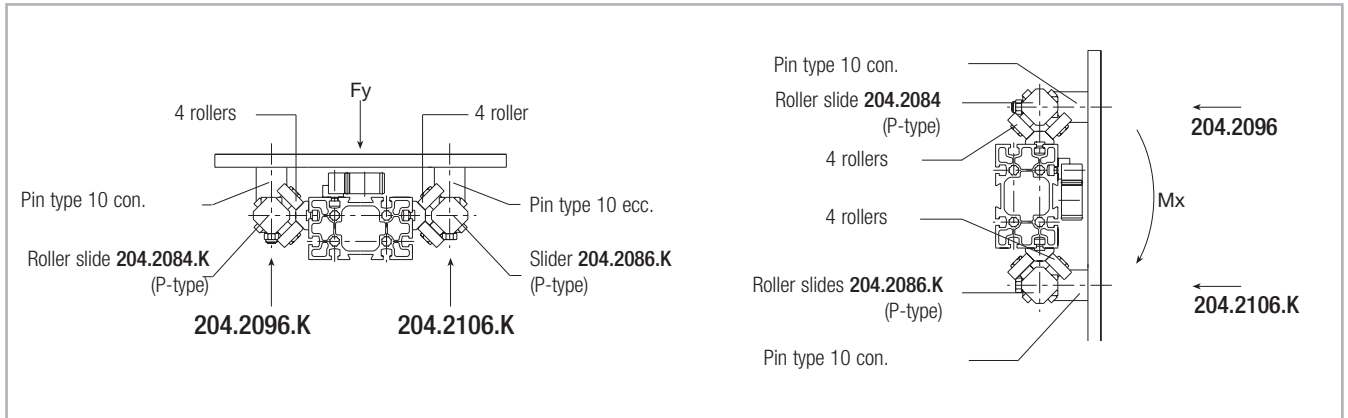 Fy
4 rollers
4 roller
Pin type 10 con.
Pin type 10 ecc.
Roller slide 204.2084.K
(P-type)
Slider 204.2086.K
(P-type)
204.2096.K
204.2106.K
Pin type 10 con.
Roller slide 204.2084
(P-type)
204.2096
4 rollers
Mx
4 rollers
Roller slides 204.2086.K
(P-type)
204.2106.K
Pin type 10 con.